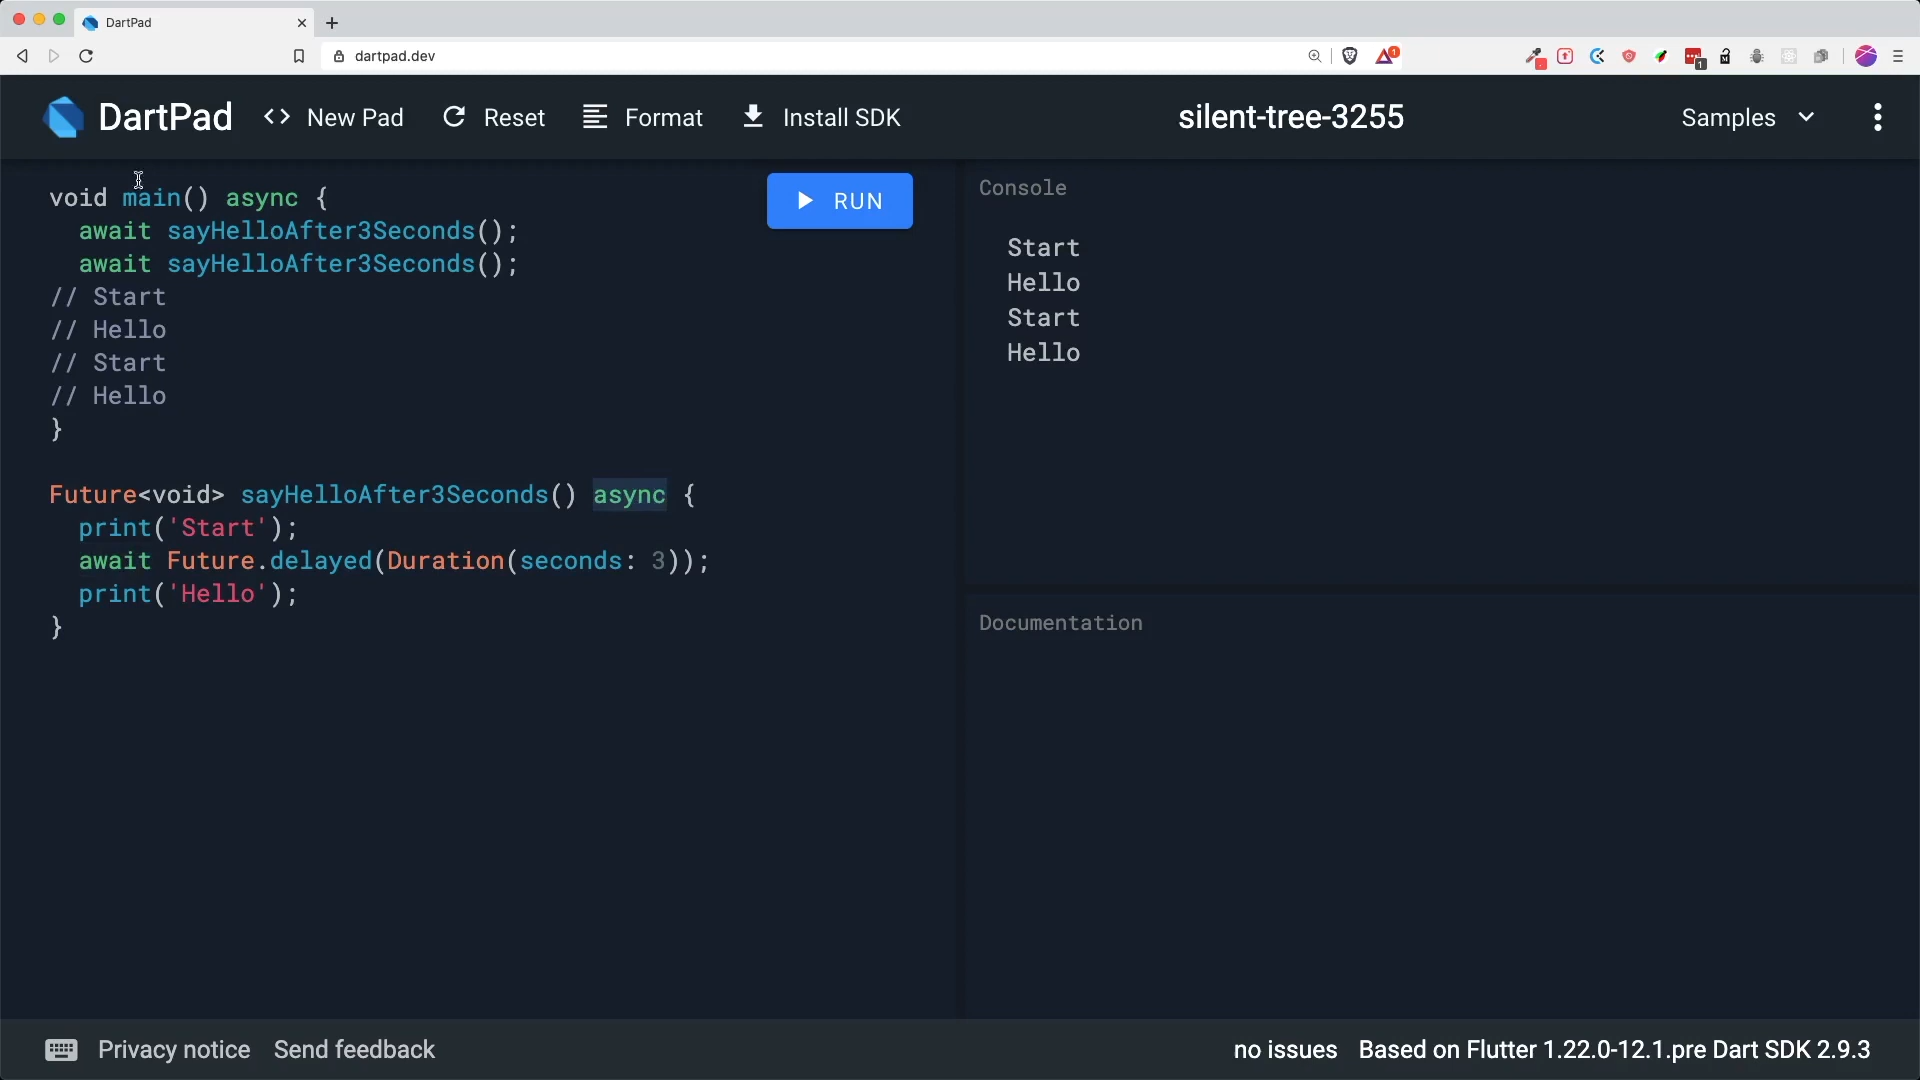 DartPad
dartpad.dev
1
1
DartPad
<> New Pad
Reset
Format
Install SDK
silent-tree-3255
Samples
void main() async {
  await sayHelloAfter3Seconds();
  await sayHelloAfter3Seconds();
// Start
// Hello
// Start
// Hello
}
Future<void> sayHelloAfter3Seconds() async {
  print('Start');
  await Future.delayed(Duration(seconds: 3));
  print('Hello');
}
RUN
Console
Start
Hello
Start
Hello
Documentation
Privacy notice
Send feedback
no issues
Based on Flutter 1.22.0-12.1.pre Dart SDK 2.9.3